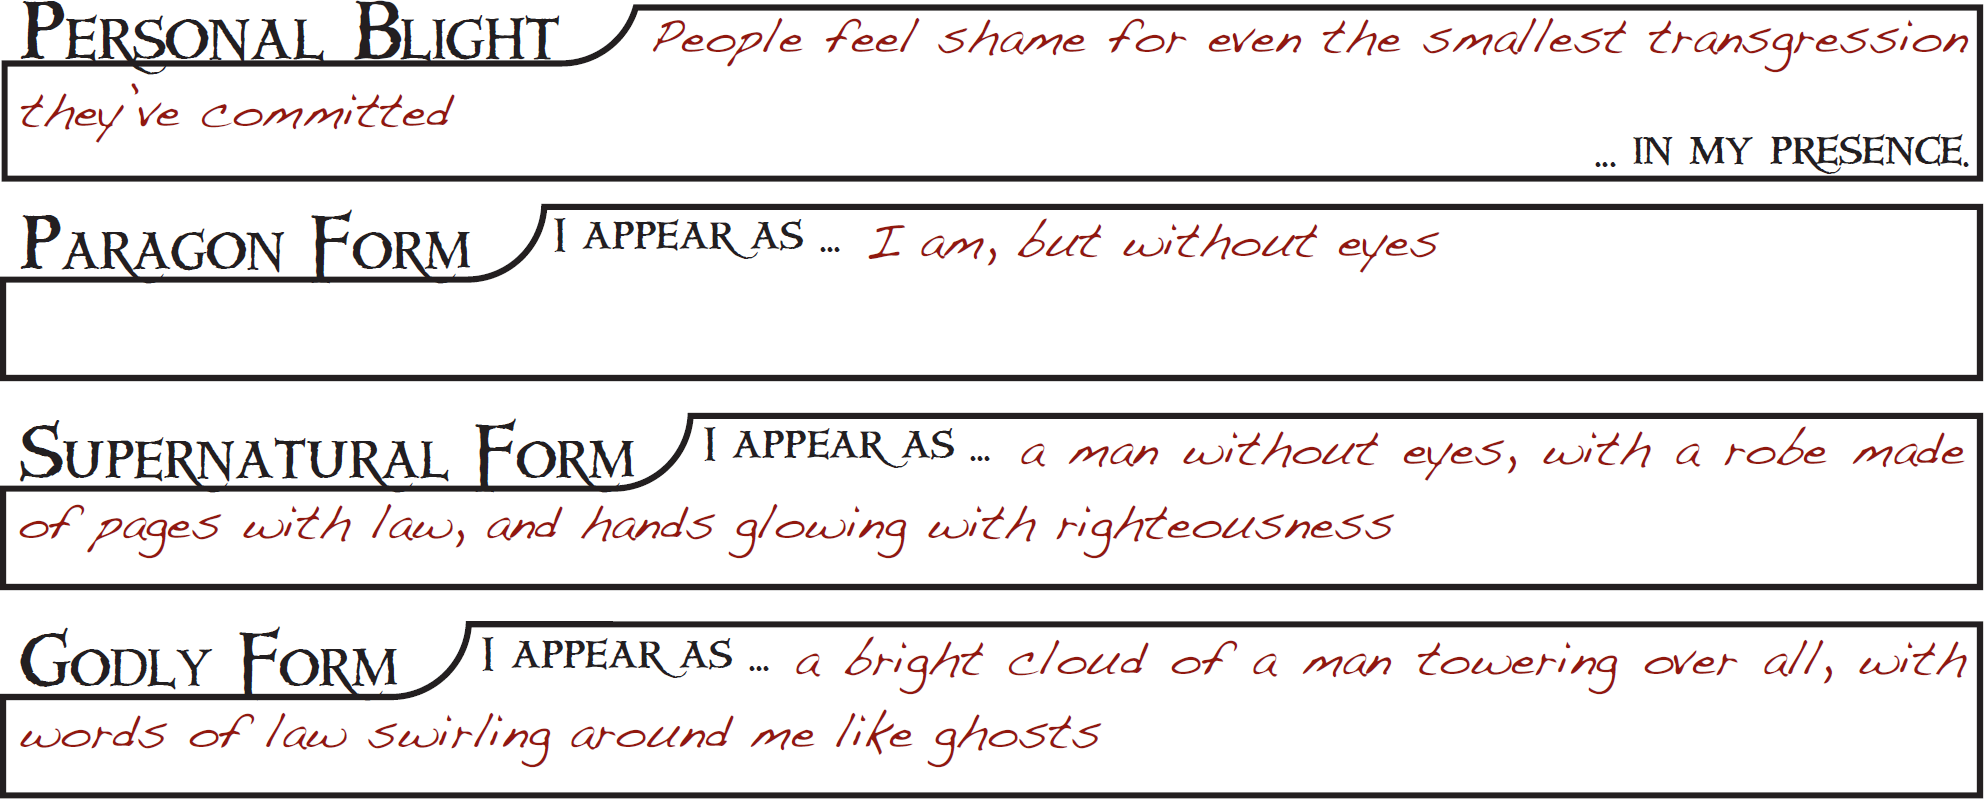 Personal Blight People feel shame for even the smallest transgression
they've committed
... in my presence.
Paragon Form I appear as ... I am, but without eyes
Supernatural Form I appear as ... a man without eyes, with a robe made
of pages with law, and hands glowing with righteousness
Godly Form I appear as ... a bright cloud of a man towering over all, with
words of law swirling around me like ghosts